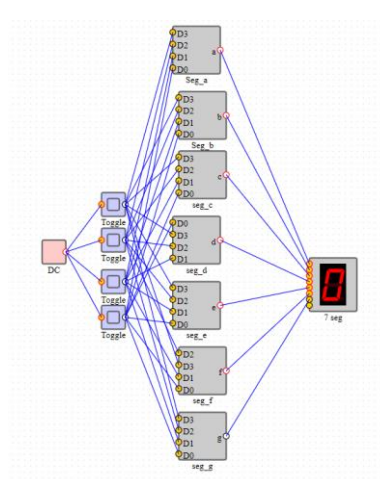 D3
D2
D1
D0
a
Seg_a
D3
D2
D1
D0
b
Seg_b
D3
D2
D1
D0
c
seg_c
D0
D3
D2
D1
d
seg_d
D3
D2
D1
D0
e
seg_e
D2
D3
D1
D0
f
seg_f
D3
D2
D1
D0
g
seg_g
DC
Toggle
Toggle
Toggle
Toggle
0
7 seg